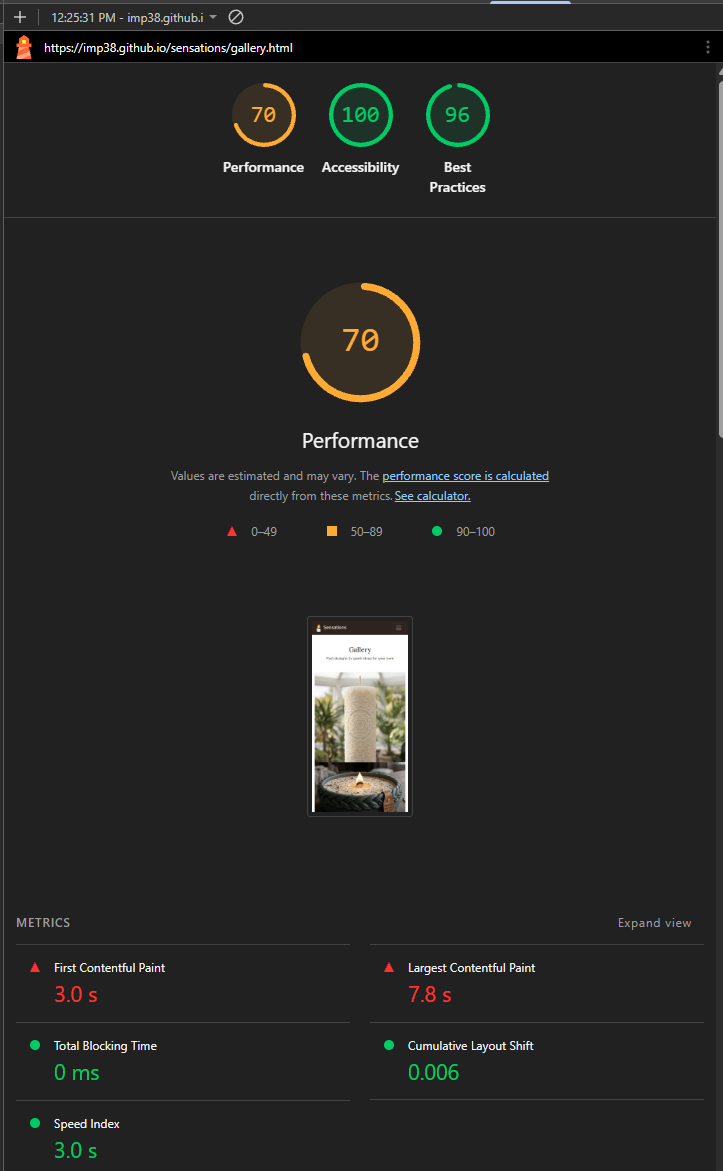 12:25:31 PM - imp38.github.i
https://imp38.github.io/sensations/gallery.html
70
100
96
Performance
Accessibility
Best
Practices
70
Performance
Values are estimated and may vary. The performance score is calculated
directly from these metrics. See calculator.
0–49
50–89
90–100
Sensations
Gallery
METRICS
Expand view
First Contentful Paint
3.0 s
Largest Contentful Paint
7.8 s
Total Blocking Time
0 ms
Cumulative Layout Shift
0.006
Speed Index
3.0 s